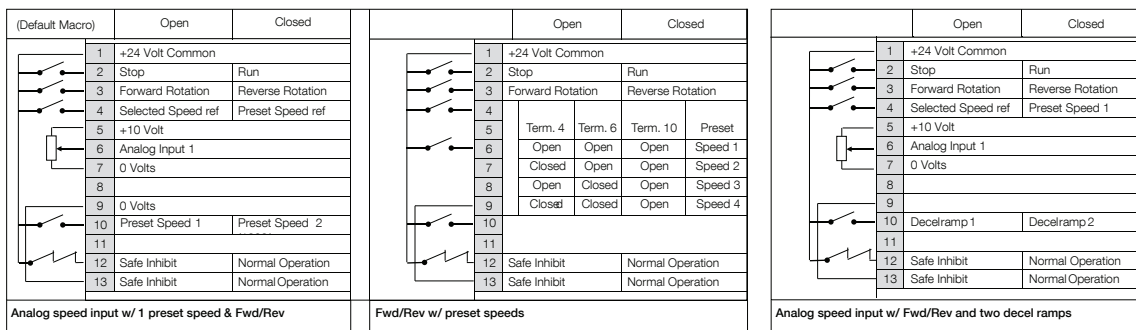 (Default Macro) Open Closed
1 +24 Volt Common
2 Stop Run
3 Forward Rotation Reverse Rotation
4 Selected Speed ref Preset Speed ref
5 +10 Volt
6 Analog Input 1
7 0 Volts
8
9 0 Volts
10 Preset Speed 1 Preset Speed 2
11
12 Safe Inhibit Normal Operation
13 Safe Inhibit Normal Operation
Analog speed input w/ 1 preset speed & Fwd/Rev
Open Closed
1 +24 Volt Common
2 Stop Run
3 Forward Rotation Reverse Rotation
4
5 Term. 4 Term. 6 Term. 10 Preset
6 Open Open Open Speed 1
7 Closed Open Open Speed 2
8 Open Closed Open Speed 3
9 Closed Closed Open Speed 4
10
11
12 Safe Inhibit Normal Operation
13 Safe Inhibit Normal Operation
Fwd/Rev w/ preset speeds
Open Closed
1 +24 Volt Common
2 Stop Run
3 Forward Rotation Reverse Rotation
4 Selected Speed ref Preset Speed 1
5 +10 Volt
6 Analog Input 1
7 0 Volts
8
9
10 Decelramp 1 Decelramp 2
11
12 Safe Inhibit Normal Operation
13 Safe Inhibit Normal Operation
Analog speed input w/ Fwd/Rev and two decel ramps